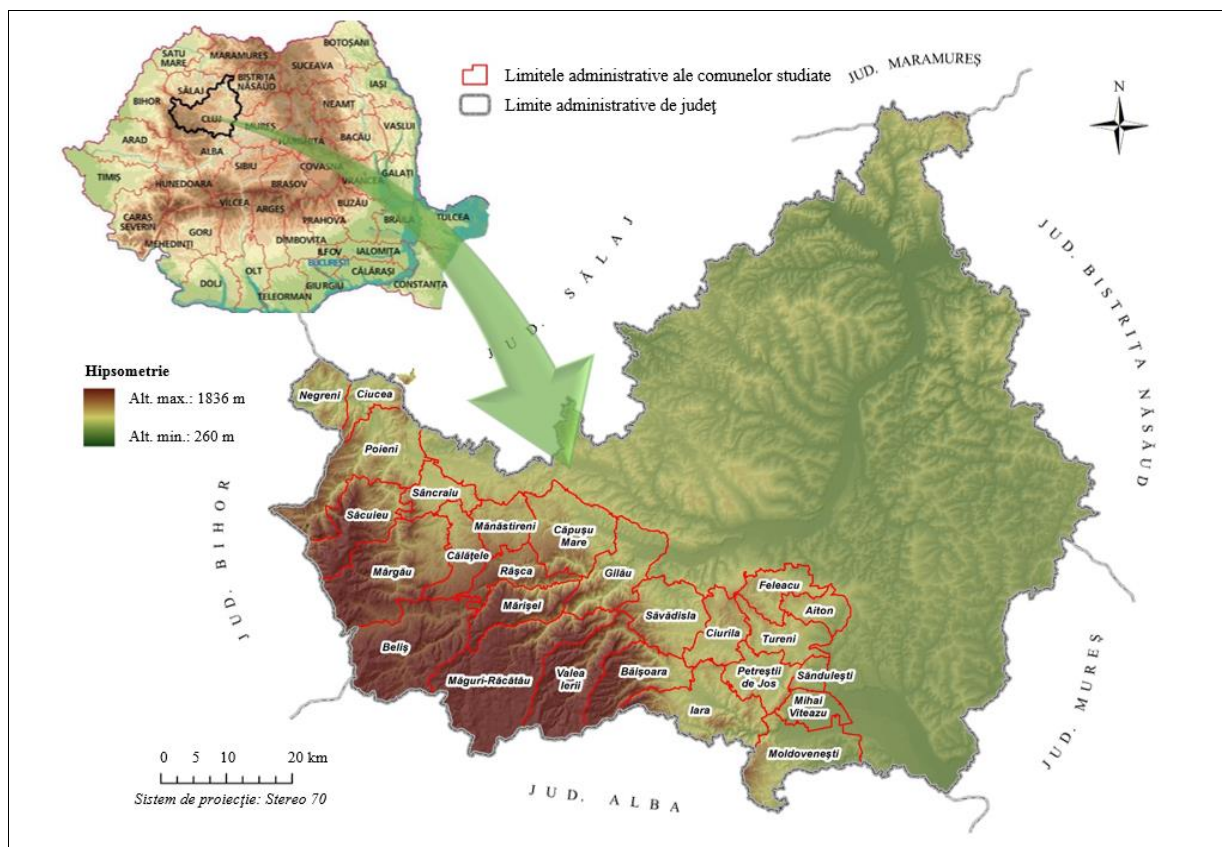 SATU
MARE
MARAMUREȘ
BOTOȘANI
SUCEAVA
BISTRIȚA
NĂSĂUD
SĂLAJ
IAȘI
BIHOR
CLUJ
NEAMȚ
MUREȘ
BACĂU
VASLUI
ARAD
ALBA
HARGHITA
SIBIU
COVASNA
VRANCEA
GALAȚI
TIMIȘ
HUNEDOARA
BRAȘOV
VÎLCEA
ARGEȘ
BUZĂU
CARAȘ
SEVERIN
GORJ
PRAHOVA
BRĂILA
TULCEA
MEHEDINȚI
DÎMBOVIȚA
ILFOV
IALOMIȚA
BUCUREȘTI
OLT
CĂLĂRAȘI
DOLJ
GIURGIU
TELEORMAN
CONSTANȚA
Limitele administrative ale comunelor studiate
Limite administrative de județ
JUD. MARAMUREȘ
N
JUD. SĂLAJ
JUD. BISTRIȚA NĂSĂUD
Hipsometrie
Alt. max.: 1836 m
Alt. min.: 260 m
Negreni
Ciucea
Poieni
Sâncraiu
Săcuieu
Mănăstireni
Căpușu
Mare
Călățele
Mărgău
Râșca
Gilău
Feleacu
Mărișel
Aiton
Săvădisla
Ciurila
Tureni
Beliș
Băișoara
Petreștii
de Jos
Săndulești
Măguri-Răcătău
Valea
Ierii
Iara
Mihai
Viteazu
Moldovenești
JUD. BIHOR
JUD. MUREȘ
JUD. ALBA
0 5 10 20 km
Sistem de proiecție: Stereo 70